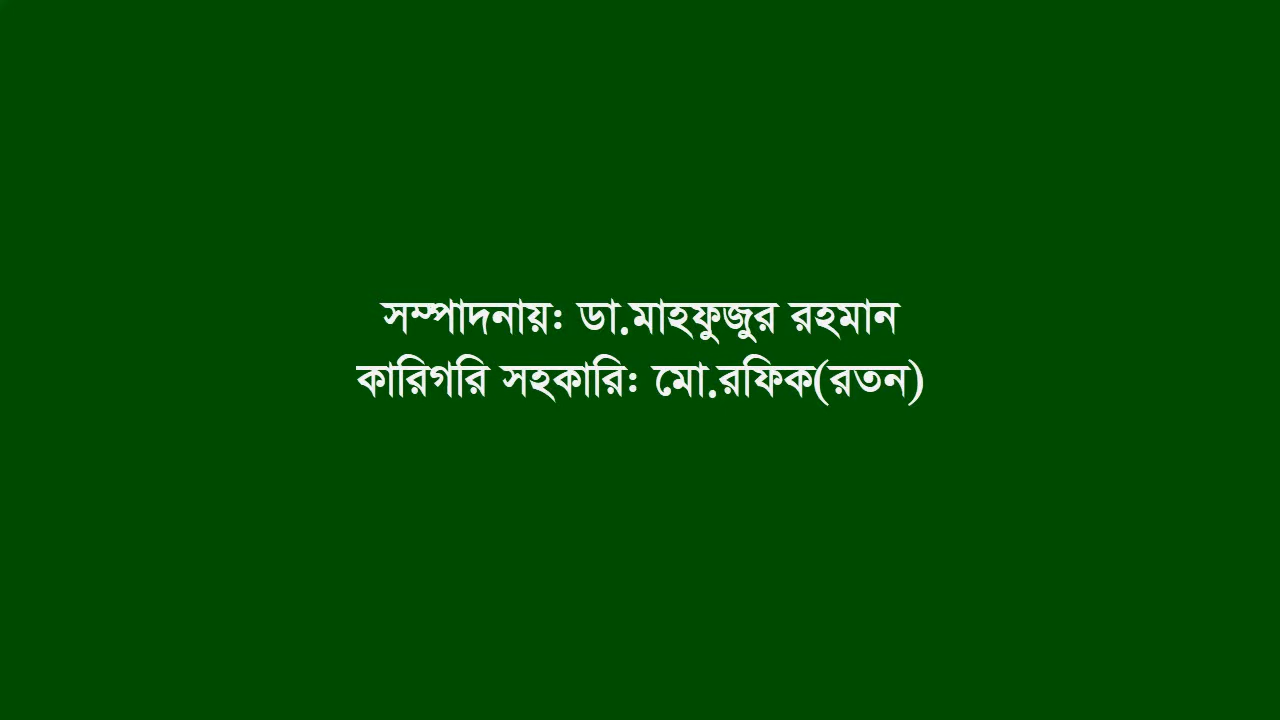 সম্পাদনায়: ডা.মাহফুজুর রহমান
কারিগরি সহকারি: মো.রফিক(রতন)